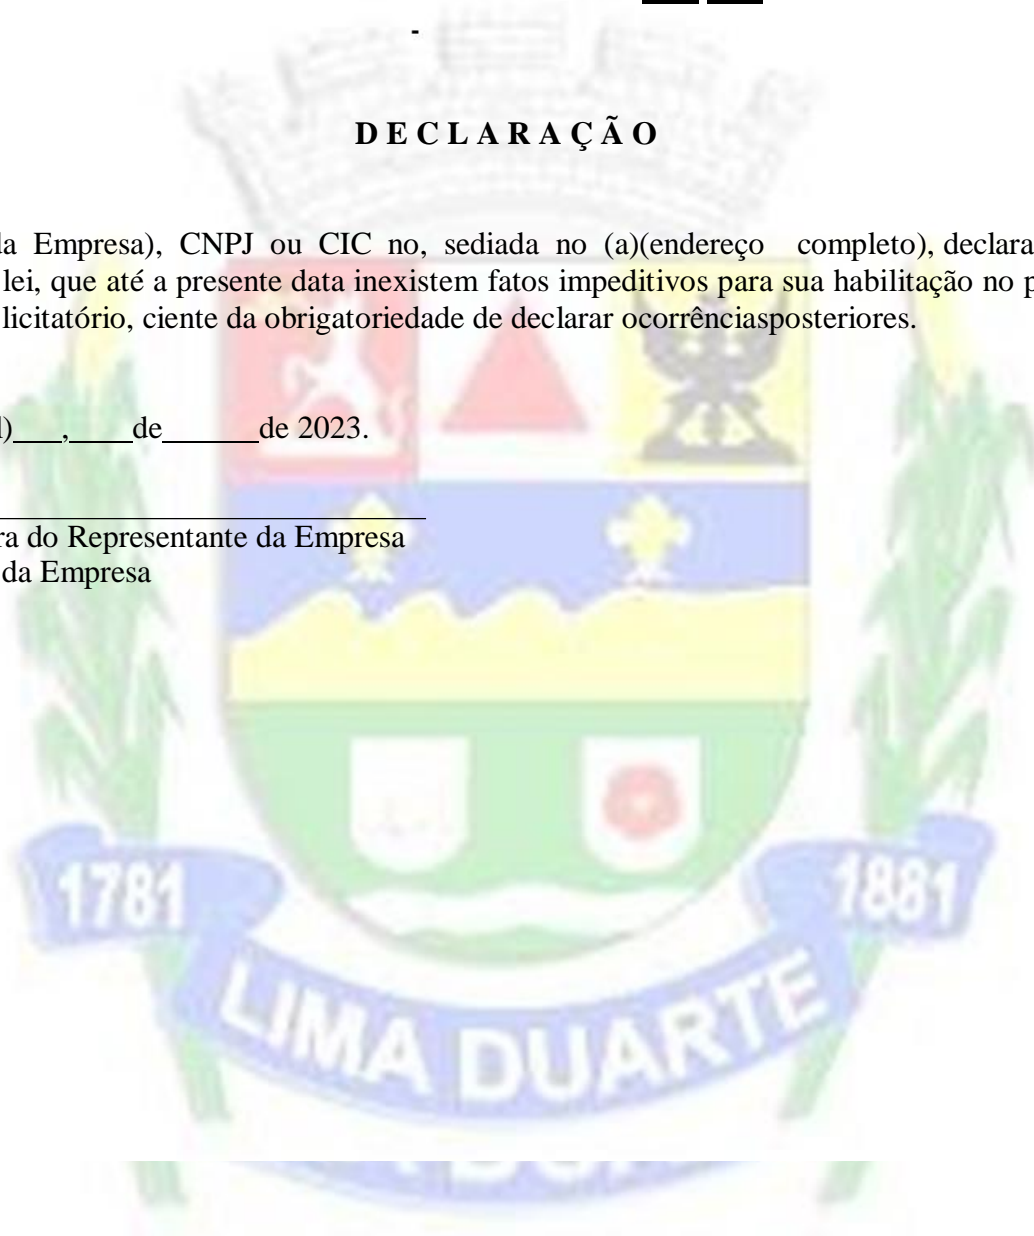 -
D E C L A R A Ç Ã O
da Empresa), CNPJ ou CIC no, sediada no (a)(endereço completo), declara
lei, que até a presente data inexistem fatos impeditivos para sua habilitação no p
licitatório, ciente da obrigatoriedade de declarar ocorrênciasposteriores.
l)___,____de______de 2023.
ra do Representante da Empresa
da Empresa
1781
1881
LIMA DUARTE